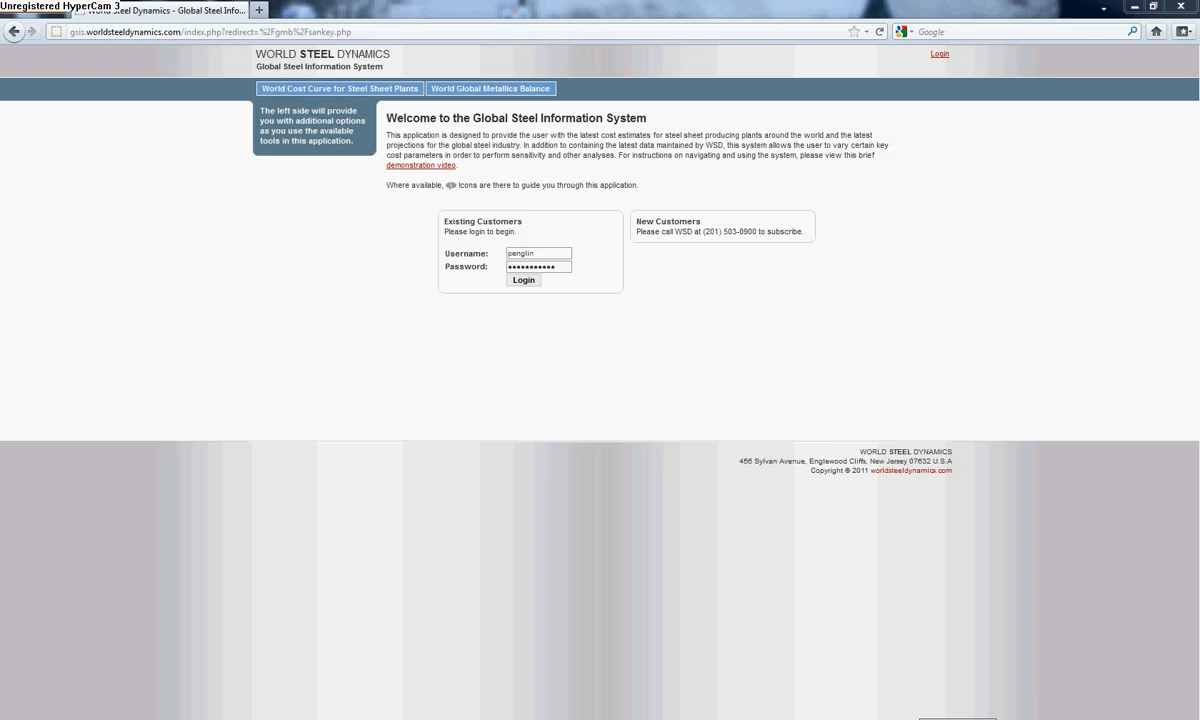 Unregistered HyperCam 3
World Steel Dynamics - Global Steel Info...
gsis.worldsteeldynamics.com/index.php?redirect=%2Fgmb%2Fsankey.php
Google
WORLD STEEL DYNAMICS
Global Steel Information System
Login
World Cost Curve for Steel Sheet Plants
World Global Metallics Balance
The left side will provide
you with additional options
as you use the available
tools in this application.
Welcome to the Global Steel Information System
This application is designed to provide the user with the latest cost estimates for steel sheet producing plants around the world and the latest
projections for the global steel industry. In addition to containing the latest data maintained by WSD, this system allows the user to vary certain key
cost parameters in order to perform sensitivity and other analyses. For instructions on navigating and using the system, please view this brief
demonstration video.
Where available, Icons are there to guide you through this application.
Existing Customers
Please login to begin.
Username: penglin
Password: •••••••••••
Login
New Customers
Please call WSD at (201) 503-0900 to subscribe.
WORLD STEEL DYNAMICS
456 Sylvan Avenue, Englewood Cliffs, New Jersey 07632 U.S.A
Copyright © 2011 worldsteeldynamics.com